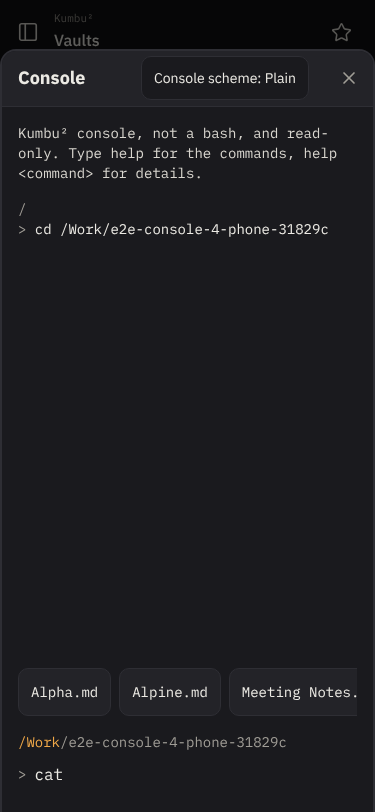 Kumbu²
Vaults
Console
Console scheme: Plain
Kumbu² console, not a bash, and read-
only. Type help for the commands, help
<command> for details.
/
> cd /Work/e2e-console-4-phone-31829c
Alpha.md
Alpine.md
Meeting Notes.
/Work/e2e-console-4-phone-31829c
> cat